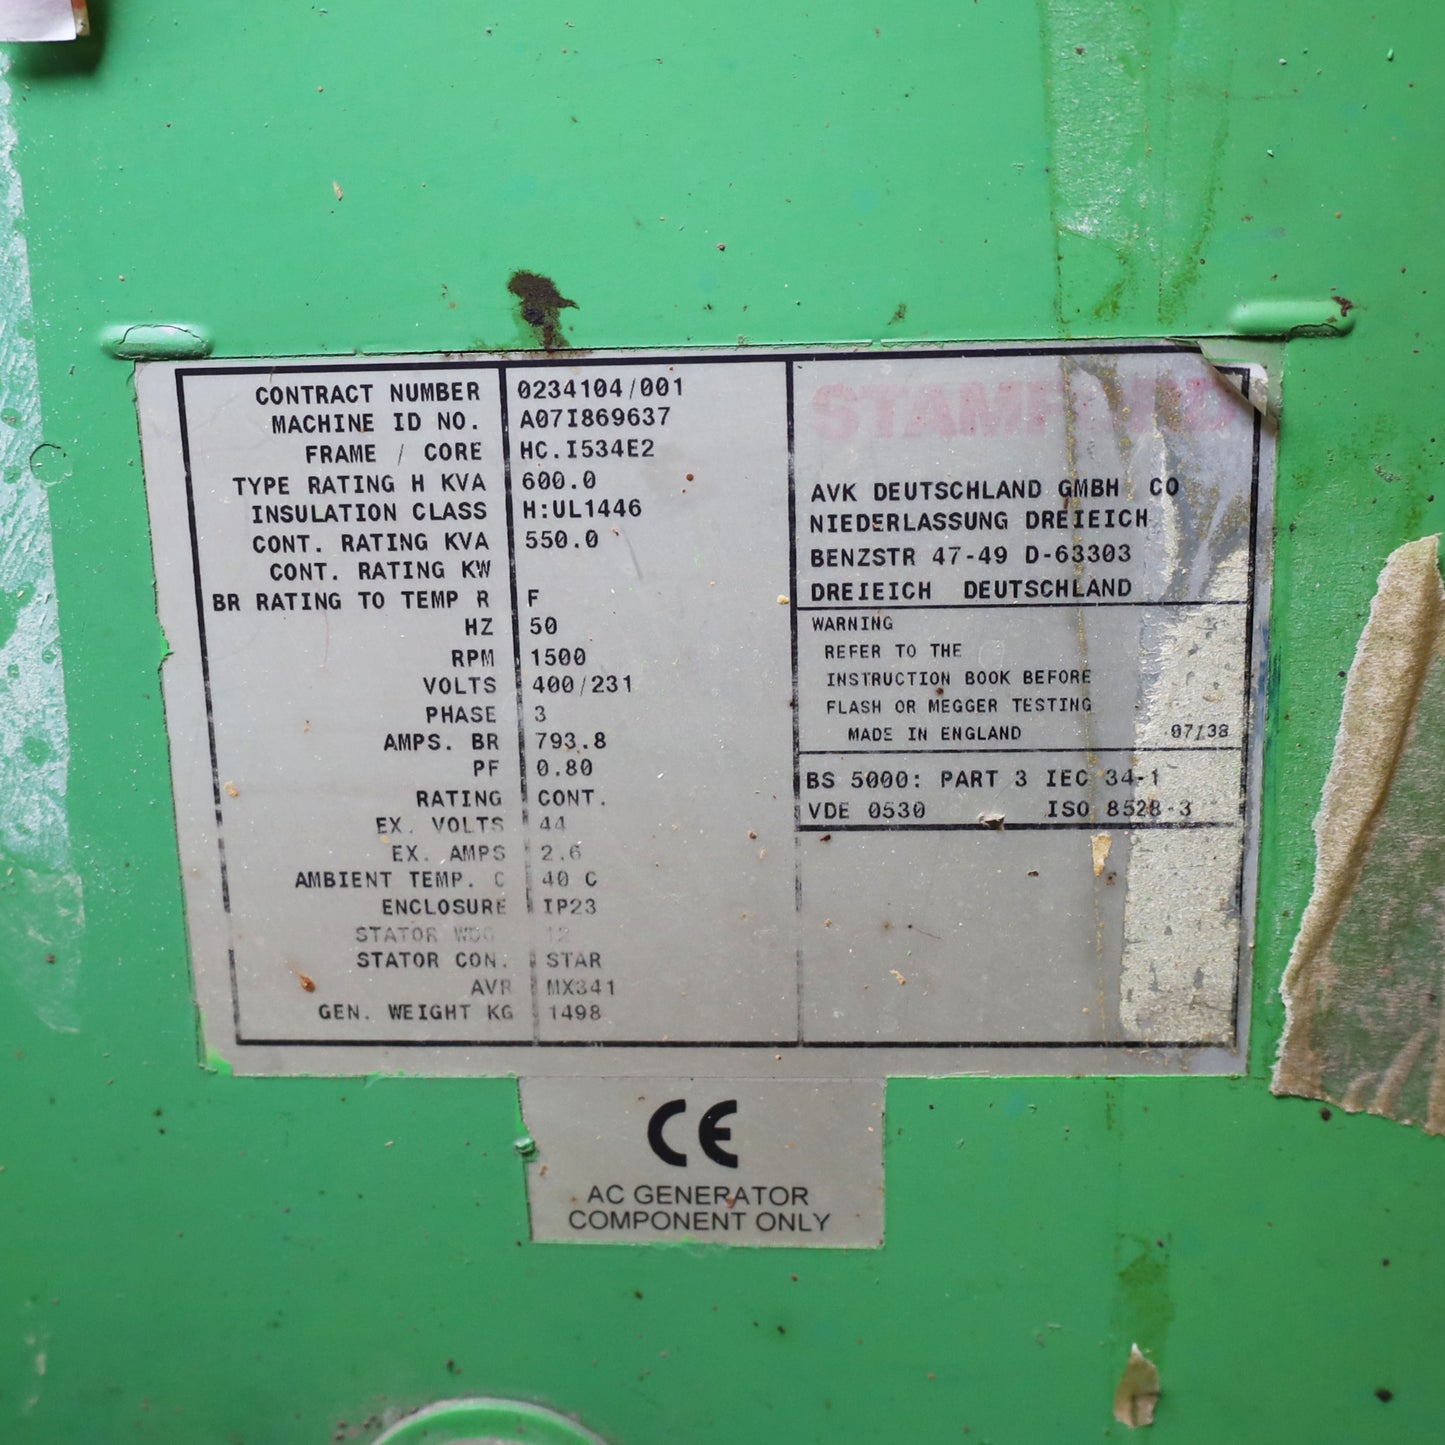 CONTRACT NUMBER 0234104/001
MACHINE ID NO. A07I869637
FRAME / CORE HC.I534E2
TYPE RATING H KVA 600.0
INSULATION CLASS H:UL1446
CONT. RATING KVA 550.0
CONT. RATING KW
BR RATING TO TEMP R F
HZ 50
RPM 1500
VOLTS 400/231
PHASE 3
AMPS. BR 793.8
PF 0.80
RATING CONT.
EX. VOLTS 44
EX. AMPS 2.6
AMBIENT TEMP. C 40 C
ENCLOSURE IP23
STATOR WDG 12
STATOR CON. STAR
AVR MX341
GEN. WEIGHT KG 1498
STAMFORD
AVK DEUTSCHLAND GMBH CO
NIEDERLASSUNG DREIEICH
BENZSTR 47-49 D-63303
DREIEICH DEUTSCHLAND
WARNING
REFER TO THE
INSTRUCTION BOOK BEFORE
FLASH OR MEGGER TESTING
MADE IN ENGLAND 07/38
BS 5000: PART 3 IEC 34-1
VDE 0530 ISO 8528-3
CE
AC GENERATOR
COMPONENT ONLY